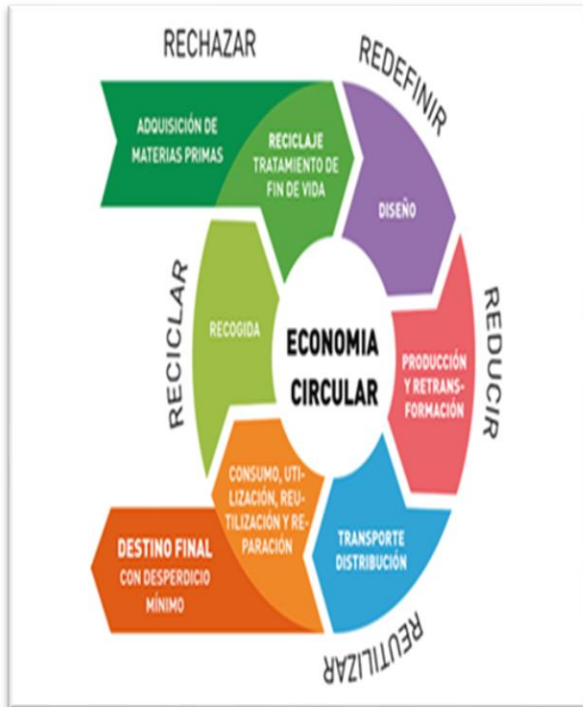 RECHAZAR
REDEFINIR
ADQUISICIÓN DE
MATERIAS PRIMAS
RECICLAJE
TRATAMIENTO DE
FIN DE VIDA
DISEÑO
REDUCIR
PRODUCCIÓN
Y RETRANS-
FORMACIÓN
ECONOMIA
CIRCULAR
RECICLAR
RECOGIDA
CONSUMO, UTI-
LIZACIÓN, REU-
TILIZACIÓN Y RE-
PARACIÓN
TRANSPORTE
DISTRIBUCIÓN
REUTILIZAR
DESTINO FINAL
CON DESPERDICIO
MÍNIMO